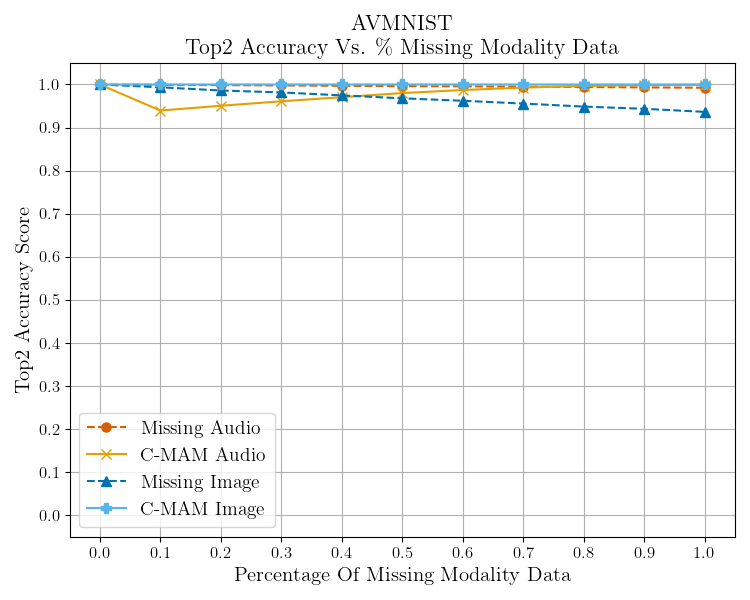 AVMNIST
Top2 Accuracy Vs. % Missing Modality Data
Top2 Accuracy Score
1.0
0.9
0.8
0.7
0.6
0.5
0.4
0.3
0.2
0.1
0.0
Missing Audio
C-MAM Audio
Missing Image
C-MAM Image
0.0 0.1 0.2 0.3 0.4 0.5 0.6 0.7 0.8 0.9 1.0
Percentage Of Missing Modality Data